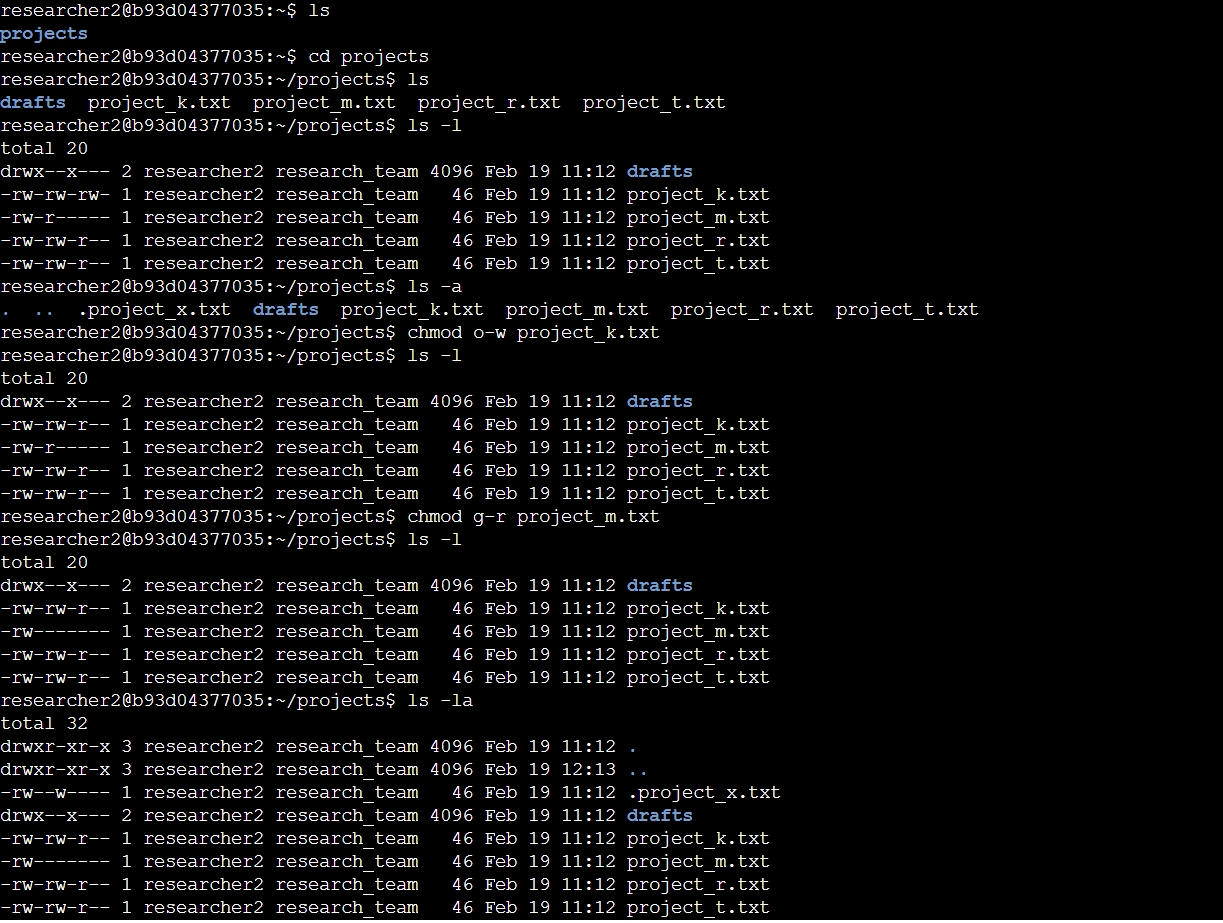 researcher2@b93d04377035:~$ ls
projects
researcher2@b93d04377035:~$ cd projects
researcher2@b93d04377035:~/projects$ ls
drafts  project_k.txt  project_m.txt  project_r.txt  project_t.txt
researcher2@b93d04377035:~/projects$ ls -l
total 20
drwx--x--- 2 researcher2 research_team 4096 Feb 19 11:12 drafts
-rw-rw-rw- 1 researcher2 research_team   46 Feb 19 11:12 project_k.txt
-rw-r----- 1 researcher2 research_team   46 Feb 19 11:12 project_m.txt
-rw-rw-r-- 1 researcher2 research_team   46 Feb 19 11:12 project_r.txt
-rw-rw-r-- 1 researcher2 research_team   46 Feb 19 11:12 project_t.txt
researcher2@b93d04377035:~/projects$ ls -a
.  ..  .project_x.txt  drafts  project_k.txt  project_m.txt  project_r.txt  project_t.txt
researcher2@b93d04377035:~/projects$ chmod o-w project_k.txt
researcher2@b93d04377035:~/projects$ ls -l
total 20
drwx--x--- 2 researcher2 research_team 4096 Feb 19 11:12 drafts
-rw-rw-r-- 1 researcher2 research_team   46 Feb 19 11:12 project_k.txt
-rw-r----- 1 researcher2 research_team   46 Feb 19 11:12 project_m.txt
-rw-rw-r-- 1 researcher2 research_team   46 Feb 19 11:12 project_r.txt
-rw-rw-r-- 1 researcher2 research_team   46 Feb 19 11:12 project_t.txt
researcher2@b93d04377035:~/projects$ chmod g-r project_m.txt
researcher2@b93d04377035:~/projects$ ls -l
total 20
drwx--x--- 2 researcher2 research_team 4096 Feb 19 11:12 drafts
-rw-rw-r-- 1 researcher2 research_team   46 Feb 19 11:12 project_k.txt
-rw------- 1 researcher2 research_team   46 Feb 19 11:12 project_m.txt
-rw-rw-r-- 1 researcher2 research_team   46 Feb 19 11:12 project_r.txt
-rw-rw-r-- 1 researcher2 research_team   46 Feb 19 11:12 project_t.txt
researcher2@b93d04377035:~/projects$ ls -la
total 32
drwxr-xr-x 3 researcher2 research_team 4096 Feb 19 11:12 .
drwxr-xr-x 3 researcher2 research_team 4096 Feb 19 12:13 ..
-rw--w---- 1 researcher2 research_team   46 Feb 19 11:12 .project_x.txt
drwx--x--- 2 researcher2 research_team 4096 Feb 19 11:12 drafts
-rw-rw-r-- 1 researcher2 research_team   46 Feb 19 11:12 project_k.txt
-rw------- 1 researcher2 research_team   46 Feb 19 11:12 project_m.txt
-rw-rw-r-- 1 researcher2 research_team   46 Feb 19 11:12 project_r.txt
-rw-rw-r-- 1 researcher2 research_team   46 Feb 19 11:12 project_t.txt